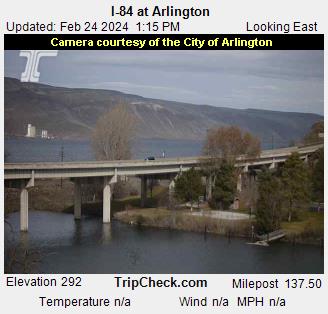 I-84 at Arlington
Updated: Feb 24 2024 1:15 PM Looking East
Camera courtesy of the City of Arlington
Elevation 292 TripCheck.com Milepost 137.50
Temperature n/a Wind n/a MPH n/a